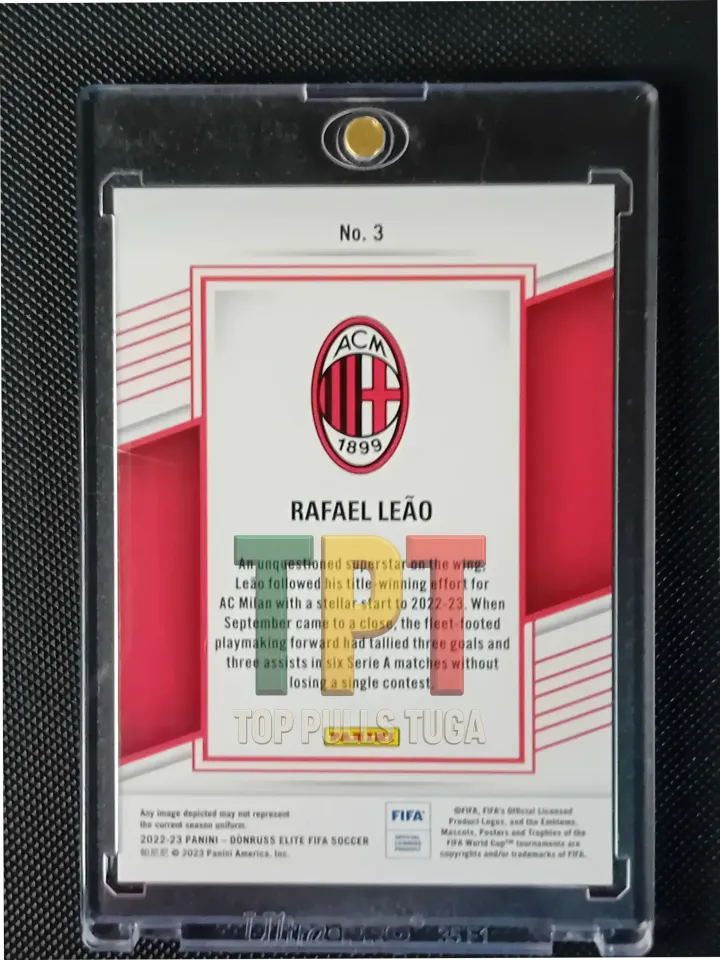 No. 3
ACM
1899
RAFAEL LEÃO
An unquestioned superstar on the wing,
Leão followed his title-winning effort for
AC Milan with a stellar start to 2022-23. When
September came to a close, the fleet-footed
playmaking forward had tallied three goals and
three assists in six Serie A matches without
losing a single contest.
TPT
TOP PULLS TUGA
PANINI
Any image depicted may not represent
the current season uniform.
2022-23 PANINI – DONRUSS ELITE FIFA SOCCER
© 2023 Panini America, Inc.
FIFA
OFFICIAL
LICENSED
PRODUCT
©FIFA, FIFA's Official Licensed
Product Logos, and the Emblems,
Mascots, Posters and Trophies of the
FIFA World Cup™ tournaments are
copyrights and/or trademarks of FIFA.